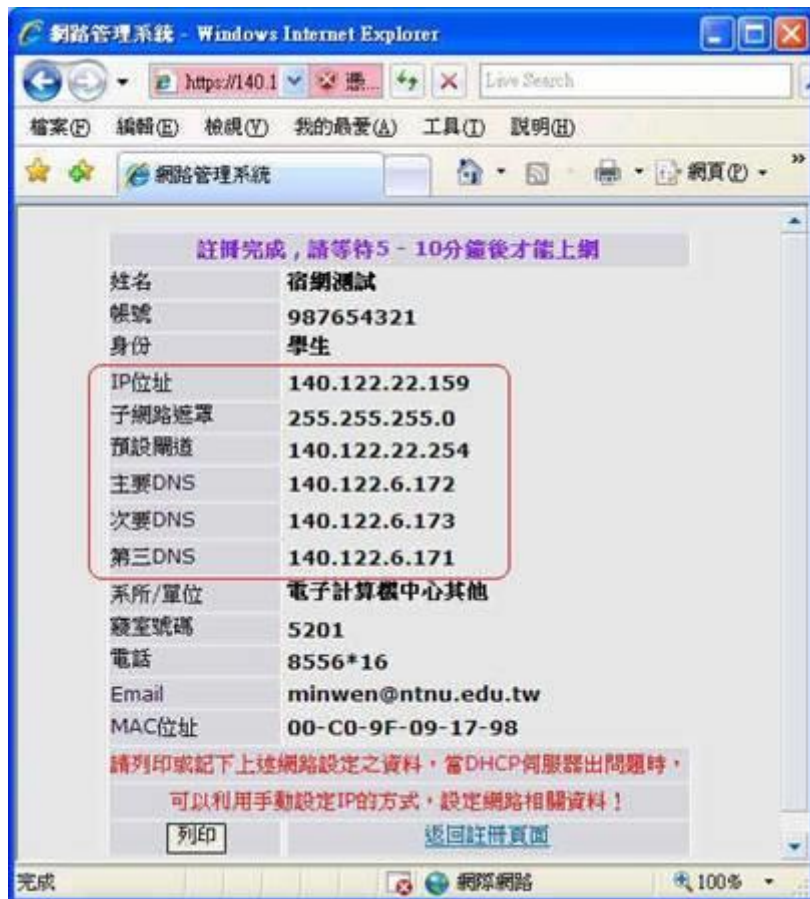 網路管理系統 - Windows Internet Explorer
https://140.1 憑... Live Search
檔案(F) 編輯(E) 檢視(V) 我的最愛(A) 工具(T) 說明(H)
網路管理系統 網頁(P) »
註冊完成，請等待5 - 10分鐘後才能上網
姓名 宿網測試
帳號 987654321
身份 學生
IP位址 140.122.22.159
子網路遮罩 255.255.255.0
預設閘道 140.122.22.254
主要DNS 140.122.6.172
次要DNS 140.122.6.173
第三DNS 140.122.6.171
系所/單位 電子計算機中心其他
寢室號碼 5201
電話 8556*16
Email minwen@ntnu.edu.tw
MAC位址 00-C0-9F-09-17-98
請列印或記下上述網路設定之資料，當DHCP伺服器出問題時，
可以利用手動設定IP的方式，設定網路相關資料！
列印 返回註冊頁面
完成 網際網路 100%